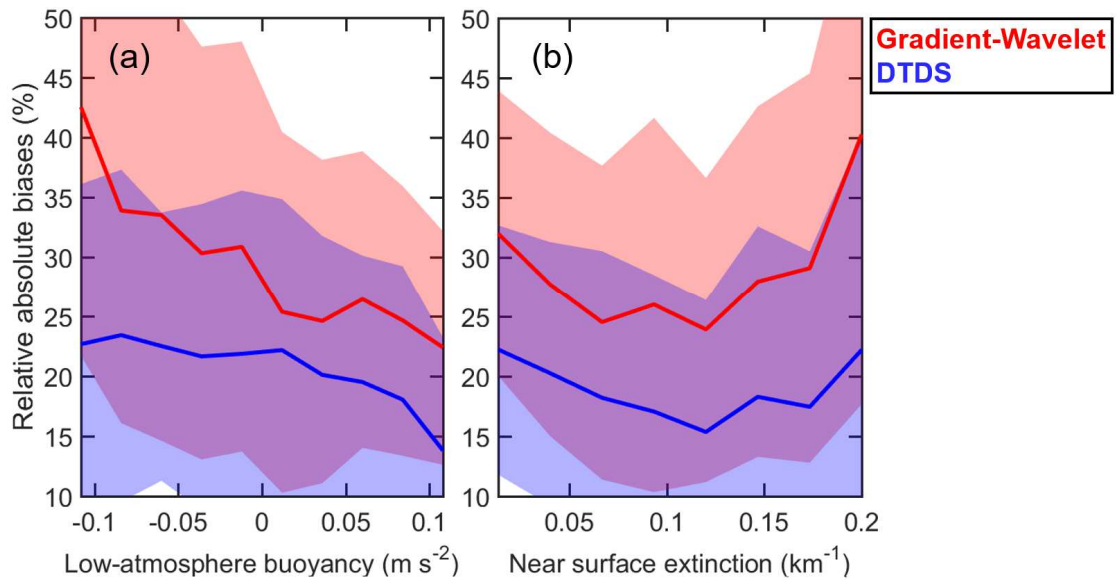 Gradient-Wavelet
DTDS
(a)
(b)
Relative absolute biases (%)
50
45
40
35
30
25
20
15
10
-0.1 -0.05 0 0.05 0.1
Low-atmosphere buoyancy (m s⁻²)
50
45
40
35
30
25
20
15
10
0.05 0.1 0.15 0.2
Near surface extinction (km⁻¹)